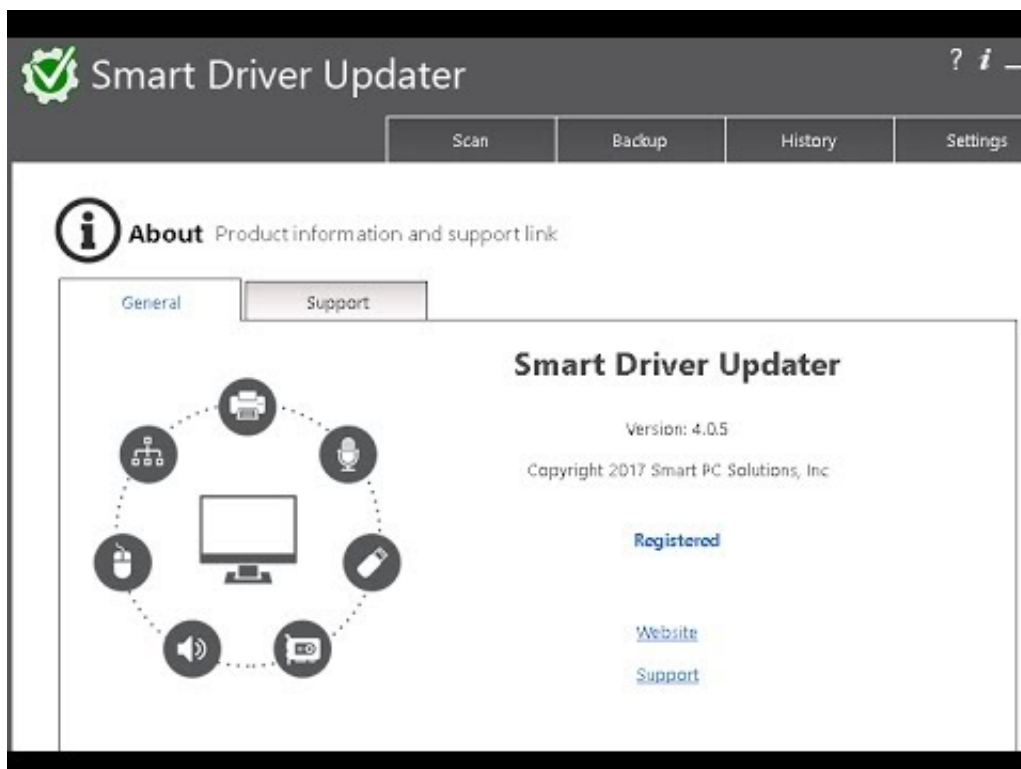 Smart Driver Updater
? i
Scan Backup History Settings
About Product information and support link
General Support
Smart Driver Updater
Version: 4.0.5
Copyright 2017 Smart PC Solutions, Inc
Registered
Website
Support